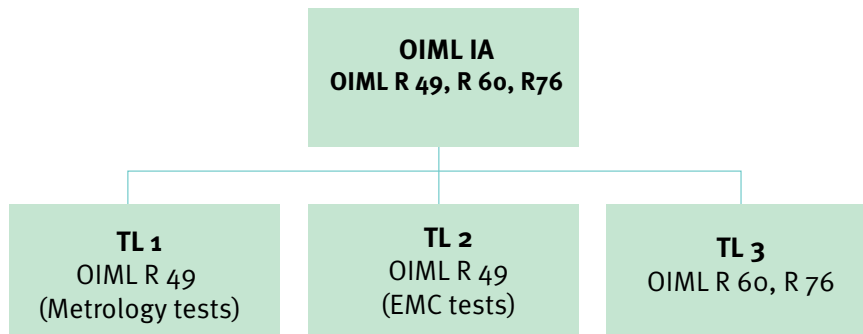 OIML IA
OIML R 49, R 60, R76
TL 1
OIML R 49
(Metrology tests)
TL 2
OIML R 49
(EMC tests)
TL 3
OIML R 60, R 76